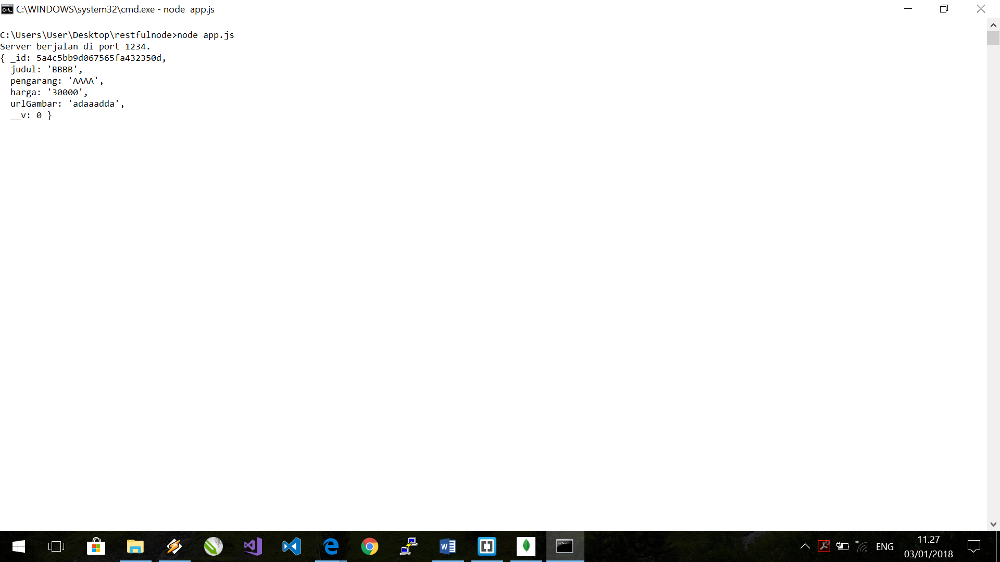 C:\WINDOWS\system32\cmd.exe - node  app.js
C:\Users\User\Desktop\restfulnode>node app.js
Server berjalan di port 1234.
{ _id: 5a4c5bb9d067565fa432350d,
  judul: 'BBBB',
  pengarang: 'AAAA',
  harga: '30000',
  urlGambar: 'adaaadda',
  __v: 0 }
ENG
11.27
03/01/2018